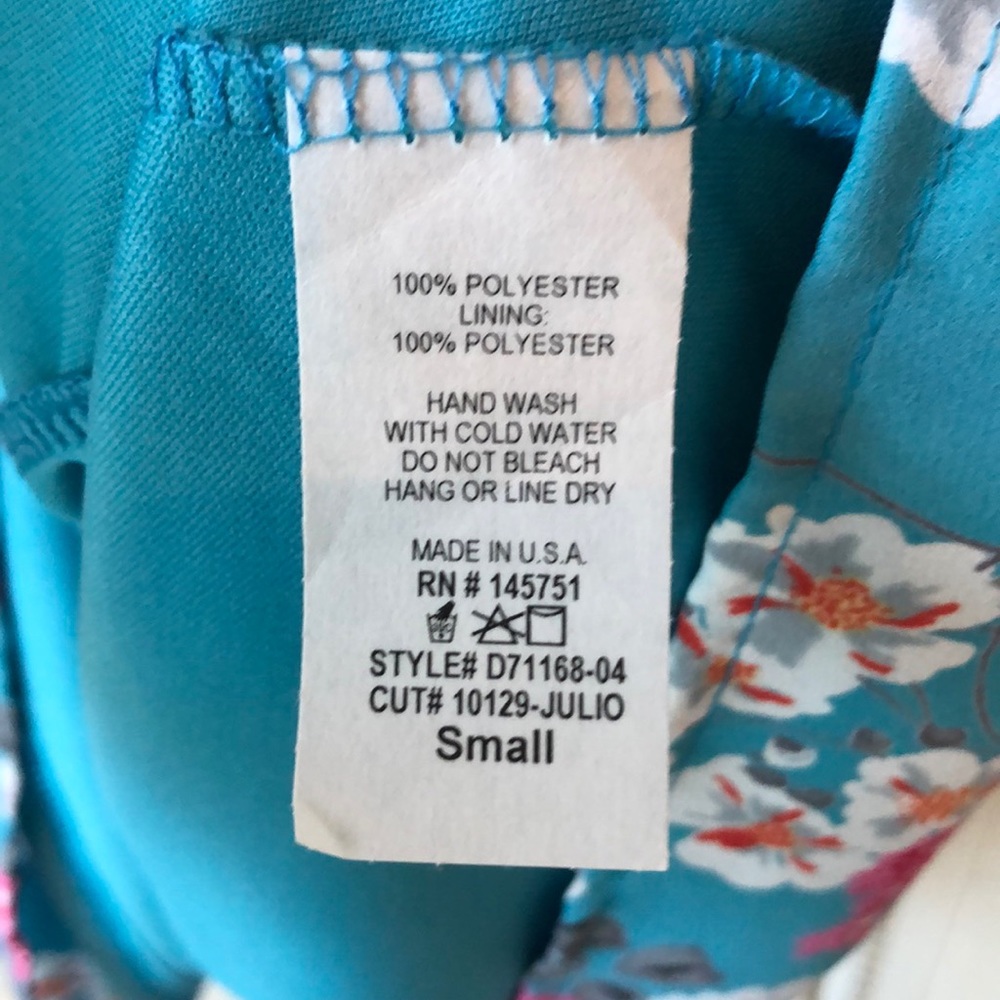 100% POLYESTER
LINING:
100% POLYESTER
HAND WASH
WITH COLD WATER
DO NOT BLEACH
HANG OR LINE DRY
MADE IN U.S.A.
RN # 145751
STYLE# D71168-04
CUT# 10129-JULIO
Small